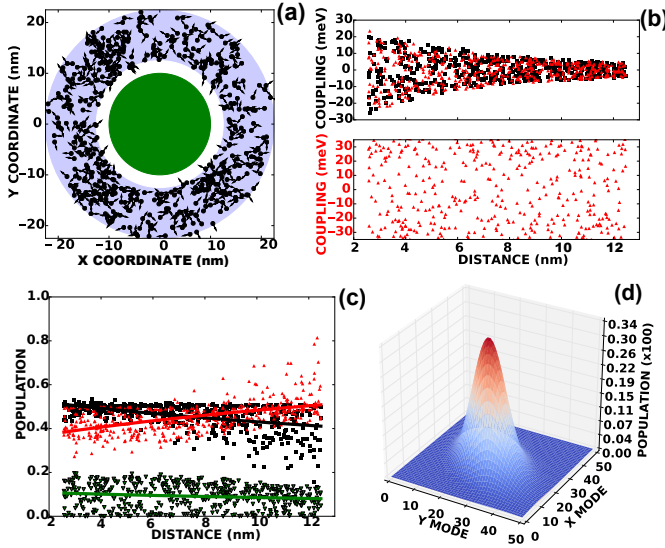 (a)
Y COORDINATE (nm)
20
10
0
−10
−20
−20 −10 0 10 20
X COORDINATE (nm)
(b)
COUPLING (meV)
30
20
10
0
−10
−20
−30
COUPLING (meV)
30
20
10
0
−10
−20
−30
2 4 6 8 10 12
DISTANCE (nm)
(c)
POPULATION
1.0
0.8
0.6
0.4
0.2
0.0
4 6 8 10 12
DISTANCE (nm)
(d)
POPULATION (x100)
0.34
0.30
0.26
0.22
0.19
0.15
0.11
0.07
0.04
0.00
0 10 20 30 40 50
Y MODE
0 10 20 30 40 50
X MODE